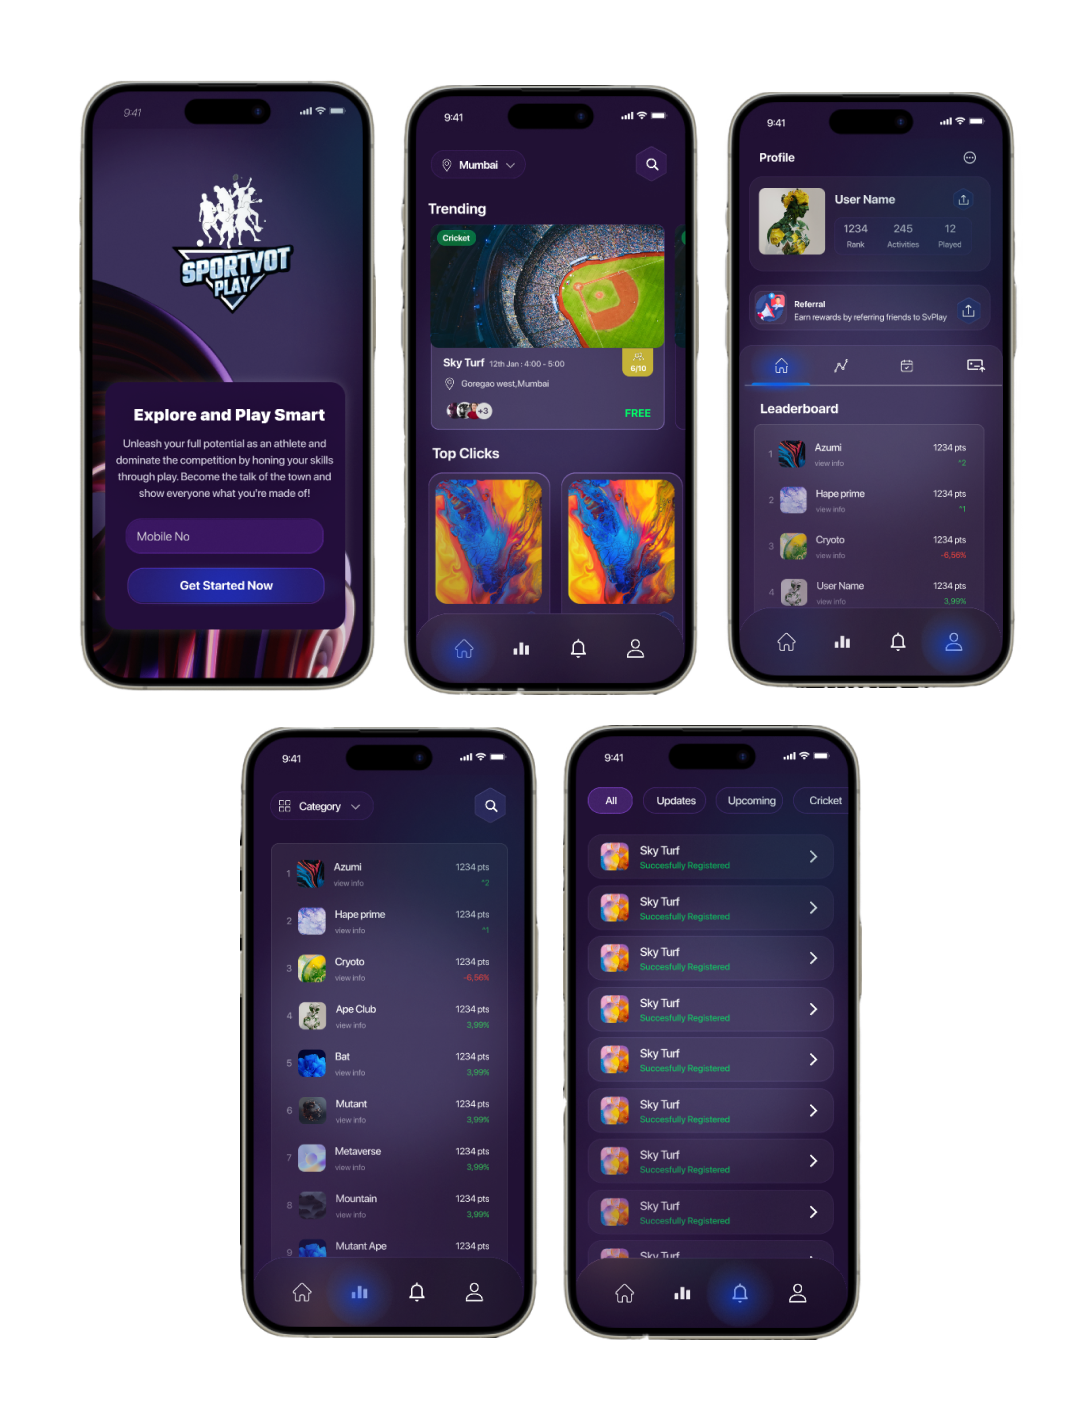 9:41
SPORTVOT
PLAY
Explore and Play Smart
Unleash your full potential as an athlete and
dominate the competition by honing your skills
through play. Become the talk of the town and
show everyone what you're made of!
Mobile No
Get Started Now
9:41
Mumbai
Trending
Cricket
Sky Turf 12th Jan : 4:00 - 5:00
6/10
Goregao west,Mumbai
+3
FREE
Top Clicks
9:41
Profile
User Name
1234 245 12
Rank Activities Played
Referral
Earn rewards by referring friends to SvPlay
Leaderboard
1 Azumi 1234 pts
view info ^2
2 Hape prime 1234 pts
view info ^1
3 Cryoto 1234 pts
view info -6,56%
4 User Name 1234 pts
view info 3,99%
9:41
Category
1 Azumi 1234 pts
view info ^2
2 Hape prime 1234 pts
view info ^1
3 Cryoto 1234 pts
view info -6,56%
4 Ape Club 1234 pts
view info 3,99%
5 Bat 1234 pts
view info 3,99%
6 Mutant 1234 pts
view info 3,99%
7 Metaverse 1234 pts
view info 3,99%
8 Mountain 1234 pts
view info 3,99%
9 Mutant Ape 1234 pts
9:41
All Updates Upcoming Cricket
Sky Turf
Succesfully Registered
Sky Turf
Succesfully Registered
Sky Turf
Succesfully Registered
Sky Turf
Succesfully Registered
Sky Turf
Succesfully Registered
Sky Turf
Succesfully Registered
Sky Turf
Succesfully Registered
Sky Turf
Succesfully Registered
Sky Turf